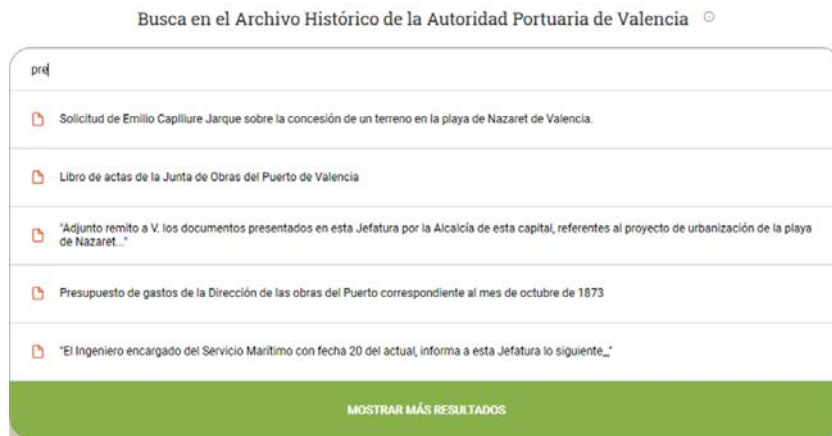 Busca en el Archivo Histórico de la Autoridad Portuaria de Valencia
pre
Solicitud de Emilio Caplliure Jarque sobre la concesión de un terreno en la playa de Nazaret de Valencia.
Libro de actas de la Junta de Obras del Puerto de Valencia
"Adjunto remito a V. los documentos presentados en esta Jefatura por la Alcalcía de esta capital, referentes al proyecto de urbanización de la playa
de Nazaret..."
Presupuesto de gastos de la Dirección de las obras del Puerto correspondiente al mes de octubre de 1873
"El Ingeniero encargado del Servicio Marítimo con fecha 20 del actual, informa a esta Jefatura lo siguiente,,,"
MOSTRAR MÁS RESULTADOS